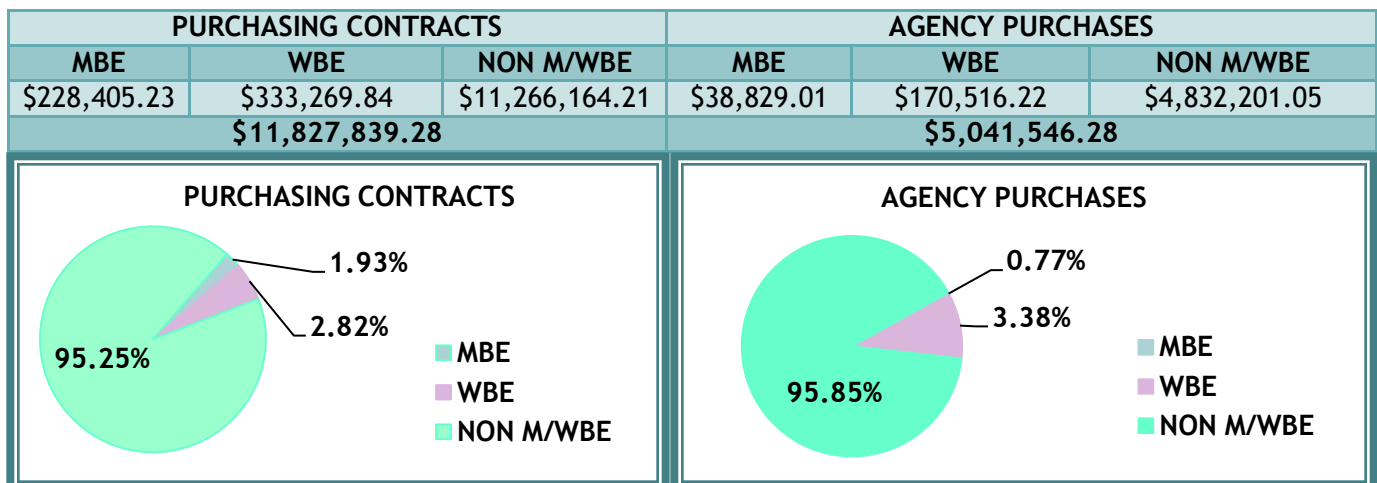 PURCHASING CONTRACTS AGENCY PURCHASES
MBE WBE NON M/WBE MBE WBE NON M/WBE
$228,405.23 $333,269.84 $11,266,164.21 $38,829.01 $170,516.22 $4,832,201.05
$11,827,839.28 $5,041,546.28
PURCHASING CONTRACTS
1.93%
2.82%
95.25%
MBE
WBE
NON M/WBE
AGENCY PURCHASES
0.77%
3.38%
95.85%
MBE
WBE
NON M/WBE